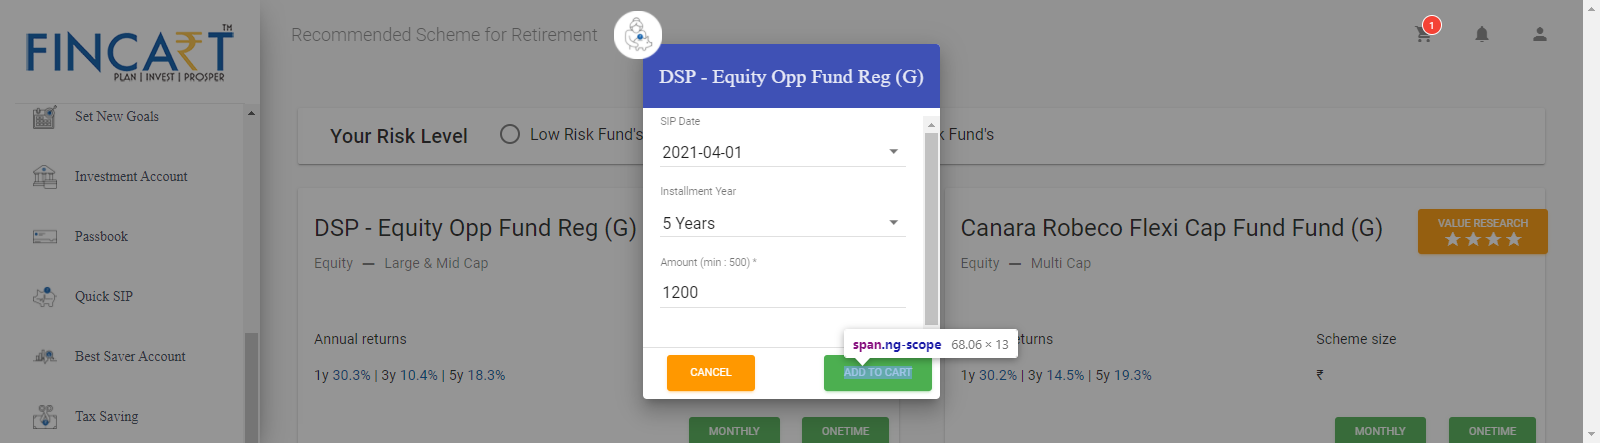 FINCART™
PLAN | INVEST | PROSPER
Set New Goals
Investment Account
Passbook
Quick SIP
Best Saver Account
Tax Saving
Recommended Scheme for Retirement
1
Your Risk Level
Low Risk Fund's
k Fund's
DSP - Equity Opp Fund Reg (G)
Equity — Large & Mid Cap
Annual returns
1y 30.3% | 3y 10.4% | 5y 18.3%
MONTHLY
ONETIME
DSP - Equity Opp Fund Reg (G)
SIP Date
2021-04-01
Installment Year
5 Years
Amount (min : 500) *
1200
span.ng-scope 68.06 × 13
CANCEL
ADD TO CART
Canara Robeco Flexi Cap Fund Fund (G)
VALUE RESEARCH
Equity — Multi Cap
eturns
Scheme size
1y 30.2% | 3y 14.5% | 5y 19.3%
₹
MONTHLY
ONETIME